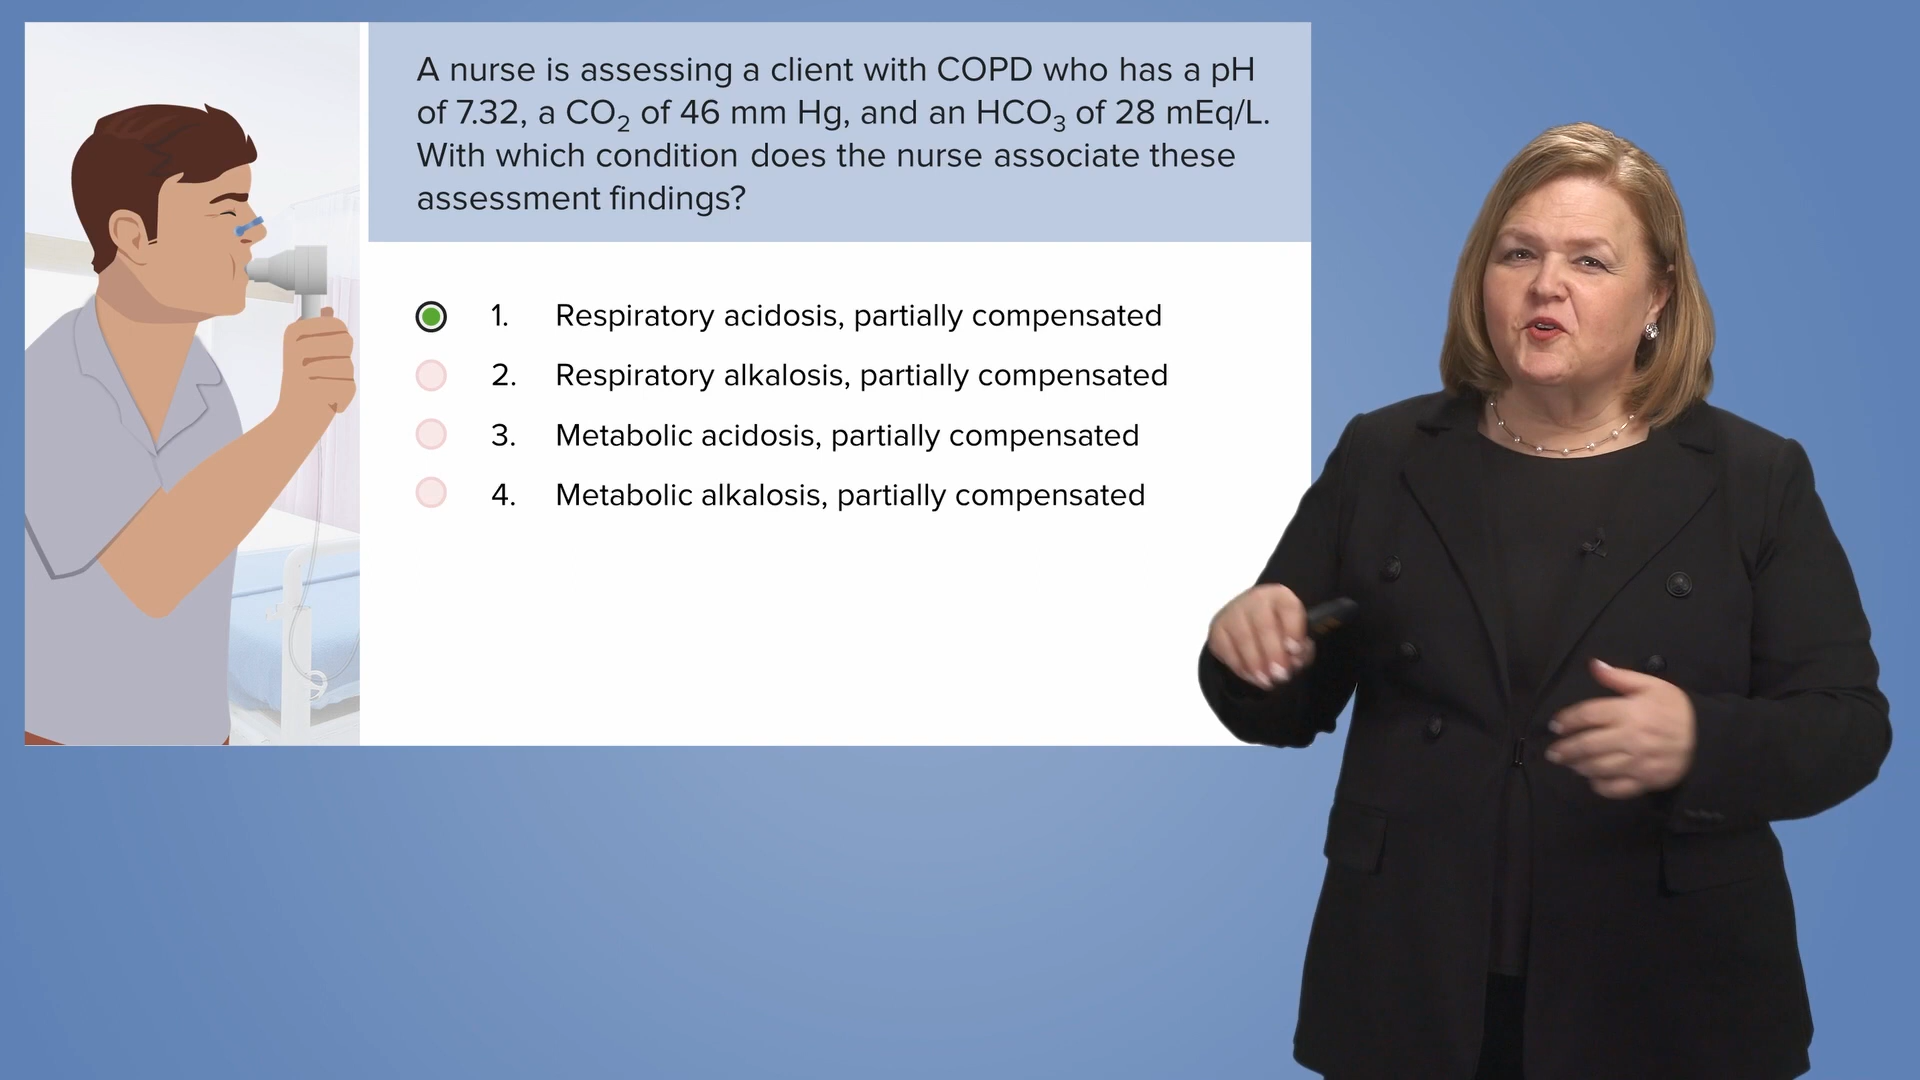 A nurse is assessing a client with COPD who has a pH
of 7.32, a CO₂ of 46 mm Hg, and an HCO₃ of 28 mEq/L.
With which condition does the nurse associate these
assessment findings?
1. Respiratory acidosis, partially compensated
2. Respiratory alkalosis, partially compensated
3. Metabolic acidosis, partially compensated
4. Metabolic alkalosis, partially compensated